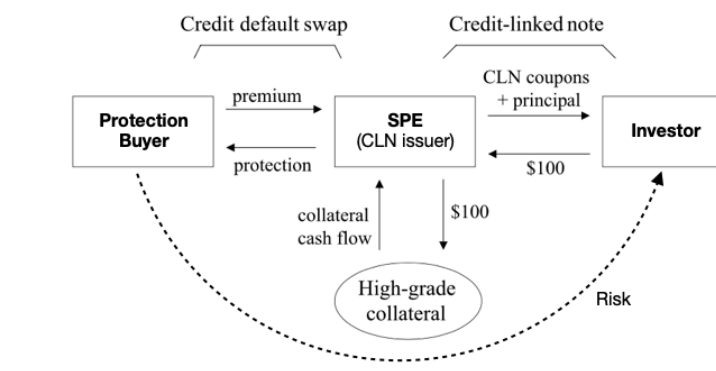 Credit default swap
Credit-linked note
premium
CLN coupons
+ principal
Protection
Buyer
SPE
(CLN issuer)
Investor
protection
$100
collateral
cash flow
$100
High-grade
collateral
Risk